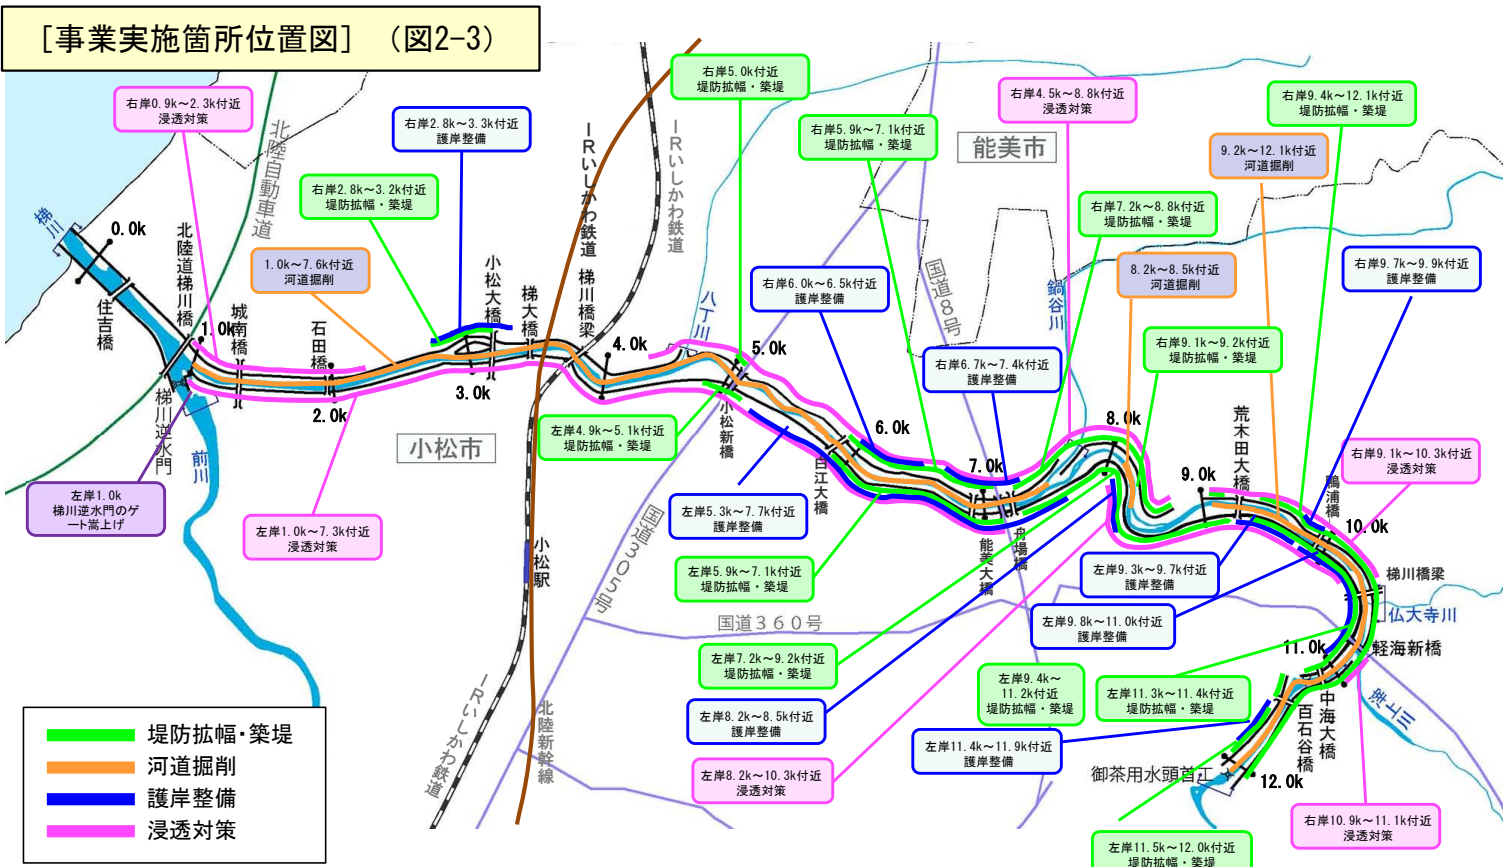 ［事業実施箇所位置図］ （図2-3）
右岸0.9k～2.3k付近
浸透対策
右岸2.8k～3.3k付近
護岸整備
右岸5.0k付近
堤防拡幅・築堤
右岸5.9k～7.1k付近
堤防拡幅・築堤
右岸4.5k～8.8k付近
浸透対策
右岸9.4k～12.1k付近
堤防拡幅・築堤
9.2k～12.1k付近
河道掘削
能美市
右岸2.8k～3.2k付近
堤防拡幅・築堤
右岸7.2k～8.8k付近
堤防拡幅・築堤
1.0k～7.6k付近
河道掘削
右岸6.0k～6.5k付近
護岸整備
8.2k～8.5k付近
河道掘削
右岸9.7k～9.9k付近
護岸整備
右岸9.1k～9.2k付近
堤防拡幅・築堤
右岸6.7k～7.4k付近
護岸整備
北陸自動車道
IRいしかわ鉄道
IRいしかわ鉄道
梯川橋梁
梯川
0.0k
住吉橋
北陸道梯川橋
1.0k
城南橋
石田橋
2.0k
小松大橋
3.0k
梯大橋
4.0k
八丁川
5.0k
小松新橋
国道8号
鍋谷川
6.0k
白江大橋
7.0k
能美大橋
舟場橋
8.0k
9.0k
荒木田大橋
鴨浦橋
10.0k
梯川逆水門
前川
小松市
左岸4.9k～5.1k付近
堤防拡幅・築堤
右岸9.1k～10.3k付近
浸透対策
左岸1.0k
梯川逆水門のゲ
ート嵩上げ
左岸1.0k～7.3k付近
浸透対策
左岸5.3k～7.7k付近
護岸整備
左岸5.9k～7.1k付近
堤防拡幅・築堤
左岸9.3k～9.7k付近
護岸整備
左岸9.8k～11.0k付近
護岸整備
梯川橋梁
仏大寺川
軽海新橋
11.0k
小松駅
国道305号
国道360号
左岸7.2k～9.2k付近
堤防拡幅・築堤
左岸9.4k～
11.2k付近
堤防拡幅・築堤
左岸11.3k～11.4k付近
堤防拡幅・築堤
左岸8.2k～8.5k付近
護岸整備
左岸11.4k～11.9k付近
護岸整備
左岸8.2k～10.3k付近
浸透対策
中海大橋
百石谷橋
御茶用水頭首工
12.0k
IRいしかわ鉄道
北陸新幹線
右岸10.9k～11.1k付近
浸透対策
左岸11.5k～12.0k付近
堤防拡幅・築堤
堤防拡幅・築堤
河道掘削
護岸整備
浸透対策